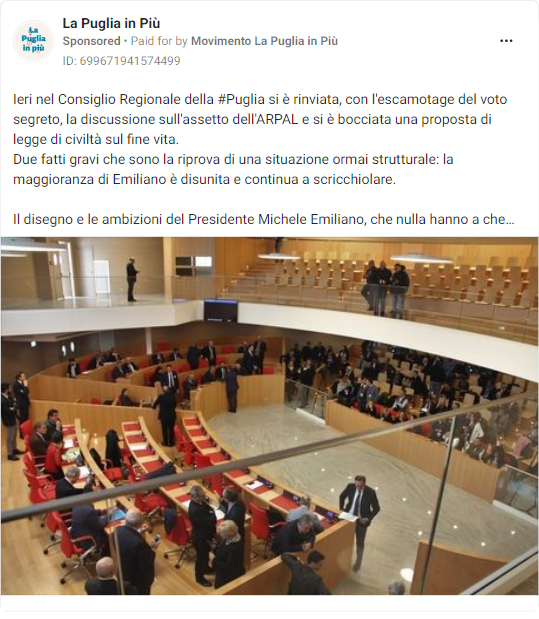 La Puglia in più
La Puglia in Più
Sponsored • Paid for by Movimento La Puglia in Più
ID: 699671941574499
Ieri nel Consiglio Regionale della #Puglia si è rinviata, con l'escamotage del voto
segreto, la discussione sull'assetto dell'ARPAL e si è bocciata una proposta di
legge di civiltà sul fine vita.
Due fatti gravi che sono la riprova di una situazione ormai strutturale: la
maggioranza di Emiliano è disunita e continua a scricchiolare.
Il disegno e le ambizioni del Presidente Michele Emiliano, che nulla hanno a che...